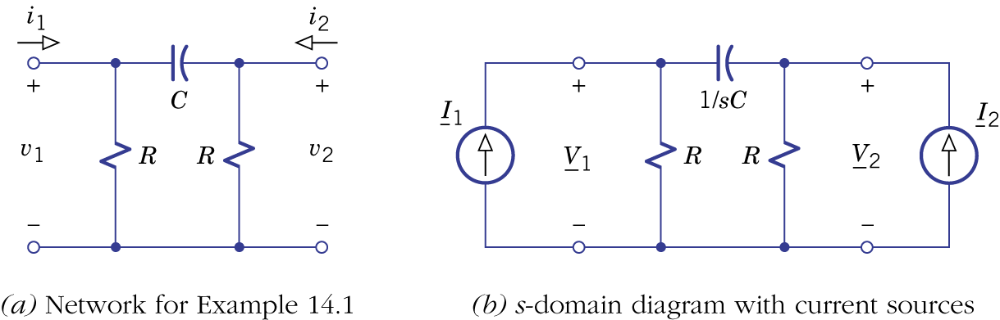 i1 i2
+ C +
v1 R R v2
− −
(a) Network for Example 14.1
+ 1/sC +
I1 V1 R R V2 I2
− −
(b) s-domain diagram with current sources